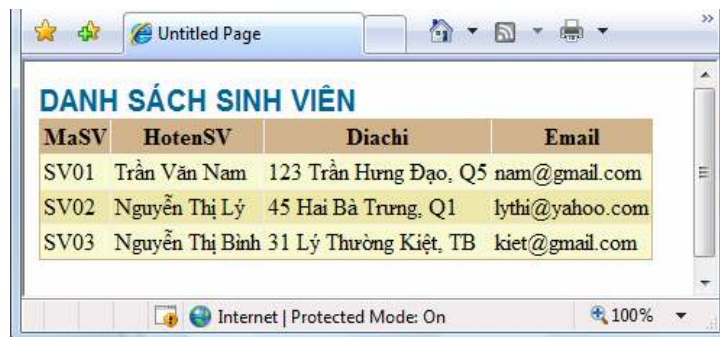 Untitled Page
DANH SÁCH SINH VIÊN
MaSV HotenSV Diachi Email
SV01 Trần Văn Nam 123 Trần Hưng Đạo, Q5 nam@gmail.com
SV02 Nguyễn Thị Lý 45 Hai Bà Trưng, Q1 lythi@yahoo.com
SV03 Nguyễn Thị Bình 31 Lý Thường Kiệt, TB kiet@gmail.com
Internet | Protected Mode: On 100%